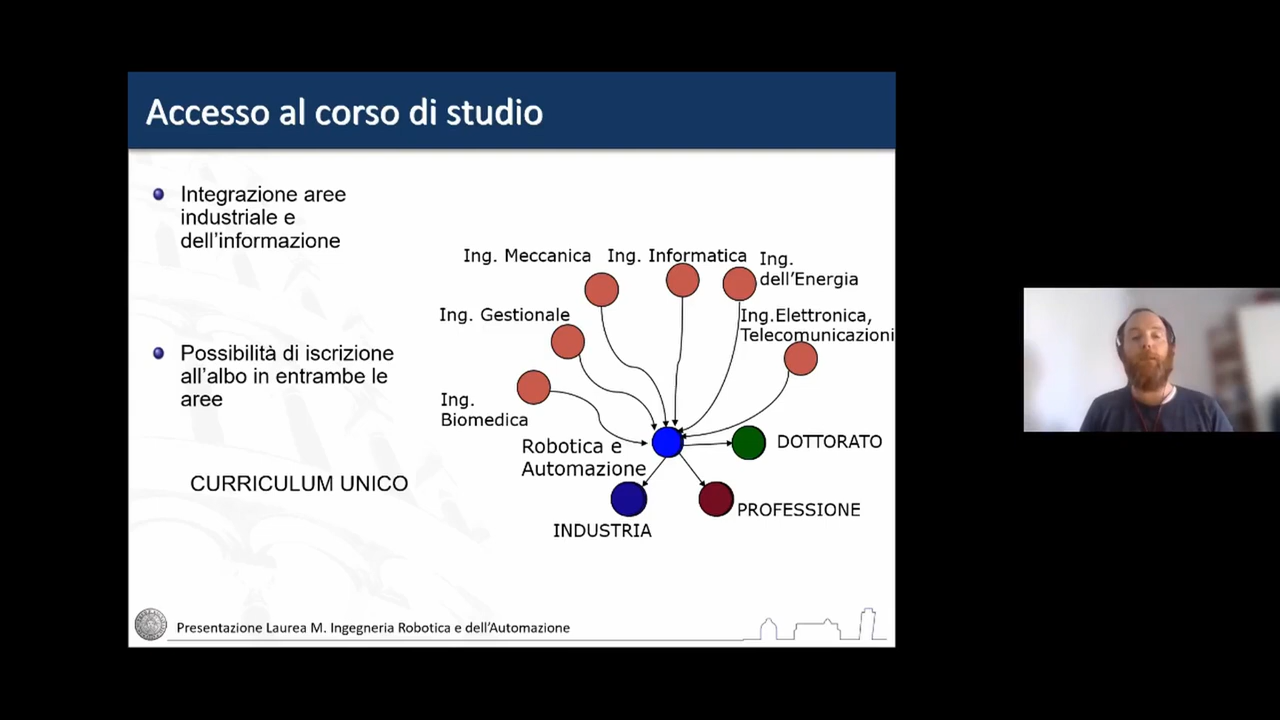 Accesso al corso di studio
Integrazione aree
industriale e
dell'informazione
Possibilità di iscrizione
all'albo in entrambe le
aree
CURRICULUM UNICO
Ing. Meccanica
Ing. Informatica
Ing.
dell'Energia
Ing. Gestionale
Ing.Elettronica,
Telecomunicazioni
Ing.
Biomedica
Robotica e
Automazione
DOTTORATO
PROFESSIONE
INDUSTRIA
Presentazione Laurea M. Ingegneria Robotica e dell'Automazione